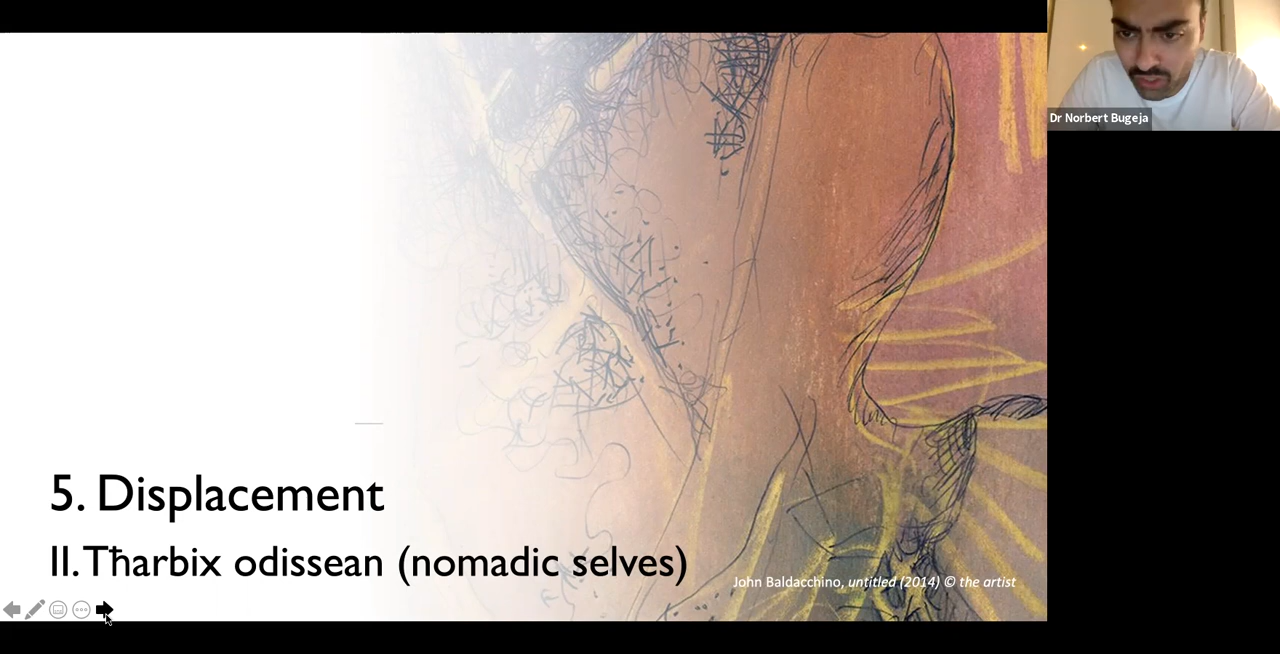 Dr Norbert Bugeja
5. Displacement
II. Tħarbix odissean (nomadic selves)
John Baldacchino, untitled (2014) © the artist